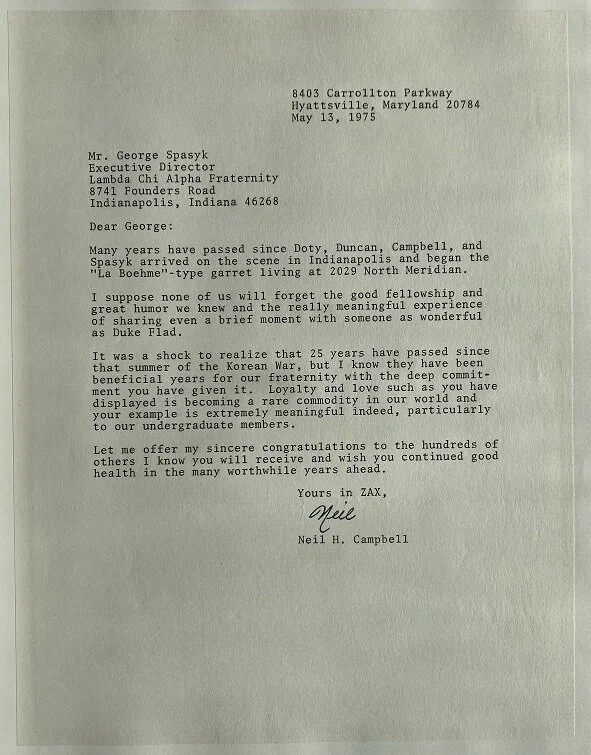 8403 Carrollton Parkway
Hyattsville, Maryland 20784
May 13, 1975
Mr. George Spasyk
Executive Director
Lambda Chi Alpha Fraternity
8741 Founders Road
Indianapolis, Indiana 46268
Dear George:
Many years have passed since Doty, Duncan, Campbell, and
Spasyk arrived on the scene in Indianapolis and began the
"La Boehme"-type garret living at 2029 North Meridian.
I suppose none of us will forget the good fellowship and
great humor we knew and the really meaningful experience
of sharing even a brief moment with someone as wonderful
as Duke Flad.
It was a shock to realize that 25 years have passed since
that summer of the Korean War, but I know they have been
beneficial years for our fraternity with the deep commit-
ment you have given it.  Loyalty and love such as you have
displayed is becoming a rare commodity in our world and
your example is extremely meaningful indeed, particularly
to our undergraduate members.
Let me offer my sincere congratulations to the hundreds of
others I know you will receive and wish you continued good
health in the many worthwhile years ahead.
Yours in ZAX,
Neil
Neil H. Campbell